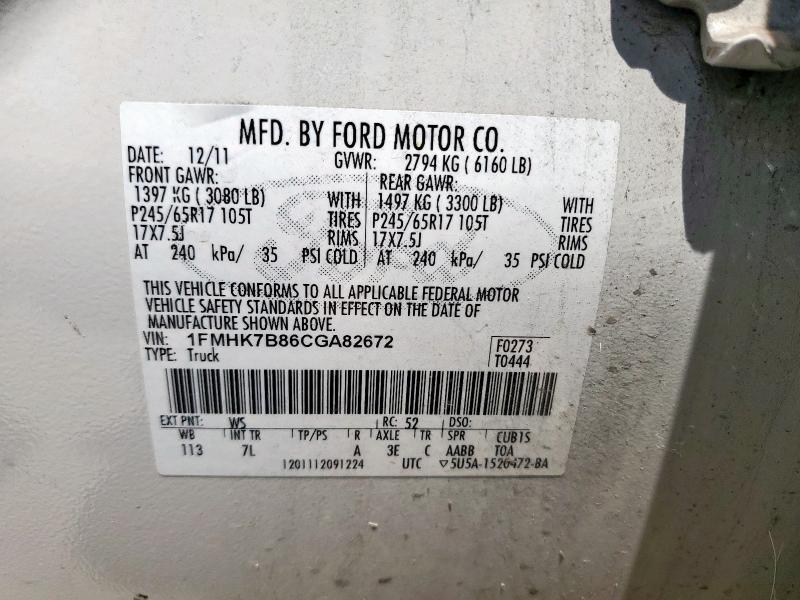 MFD. BY FORD MOTOR CO.
DATE: 12/11 GVWR: 2794 KG ( 6160 LB)
FRONT GAWR: REAR GAWR:
1397 KG ( 3080 LB) WITH 1497 KG ( 3300 LB) WITH
P245/65R17 105T TIRES P245/65R17 105T TIRES
17X7.5J RIMS 17X7.5J RIMS
AT 240 kPa/ 35 PSI COLD AT 240 kPa/ 35 PSI COLD
THIS VEHICLE CONFORMS TO ALL APPLICABLE FEDERAL MOTOR
VEHICLE SAFETY STANDARDS IN EFFECT ON THE DATE OF
MANUFACTURE SHOWN ABOVE.
VIN: 1FMHK7B86CGA82672 F0273
TYPE: Truck T0444
EXT PNT: WS RC: 52 DSO:
WB INT TR TP/PS R AXLE TR SPR CUB1S
113 7L A 3E C AABB TOA
1201112091224 UTC ▽5U5A-1520472-BA